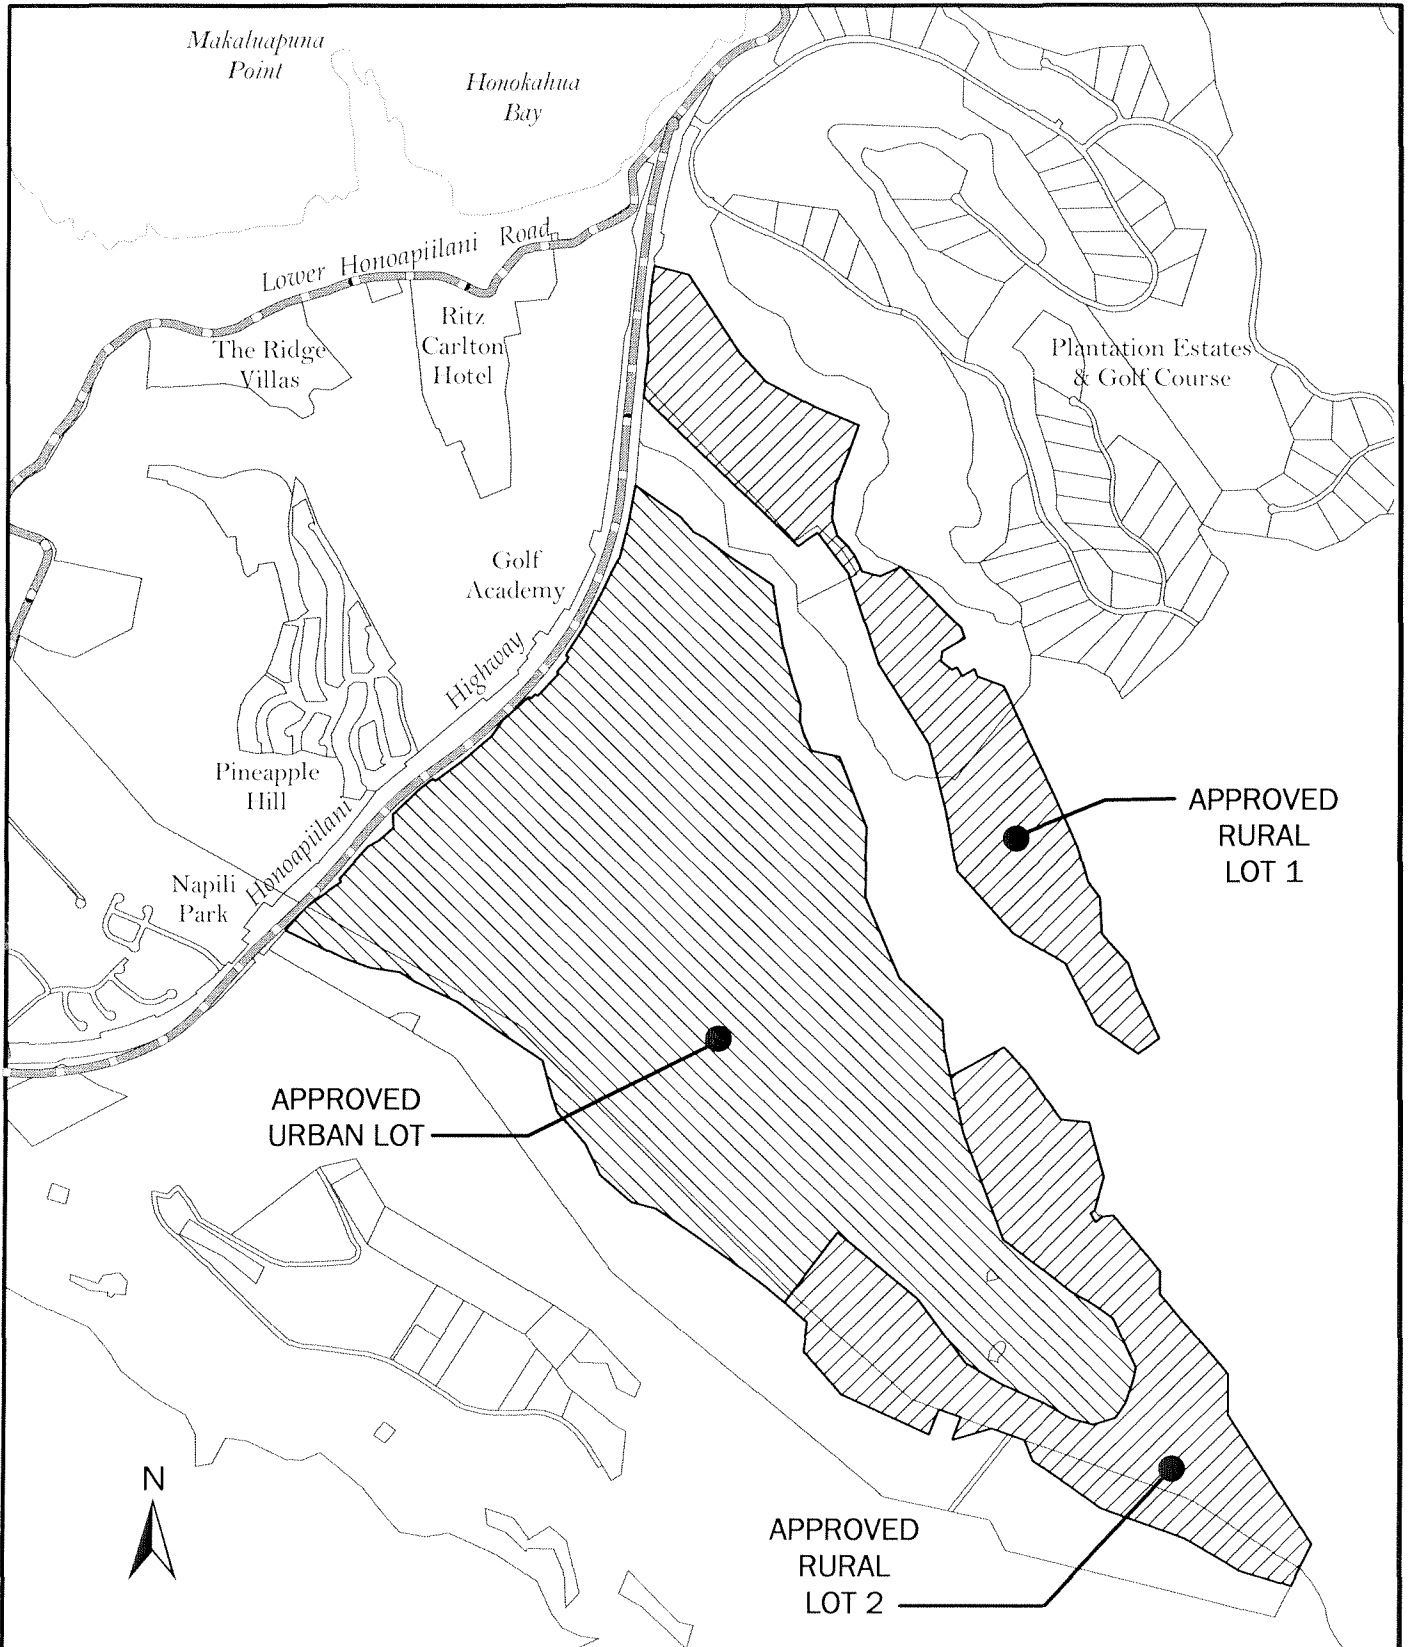 Makaluapuna
Point
Honokahua
Bay
Lower Honoapiilani Road
The Ridge
Villas
Ritz
Carlton
Hotel
Plantation Estates
& Golf Course
Golf
Academy
Honoapiilani Highway
Pineapple
Hill
Napili
Park
APPROVED
RURAL
LOT 1
APPROVED
URBAN LOT
N
APPROVED
RURAL
LOT 2